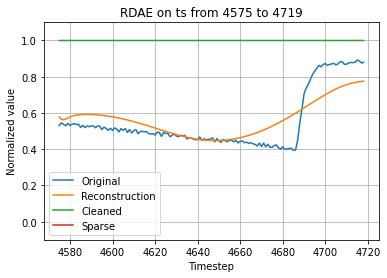 RDAE on ts from 4575 to 4719
Normalized value
1.0
0.8
0.6
0.4
0.2
0.0
Original
Reconstruction
Cleaned
Sparse
4580 4600 4620 4640 4660 4680 4700 4720
Timestep